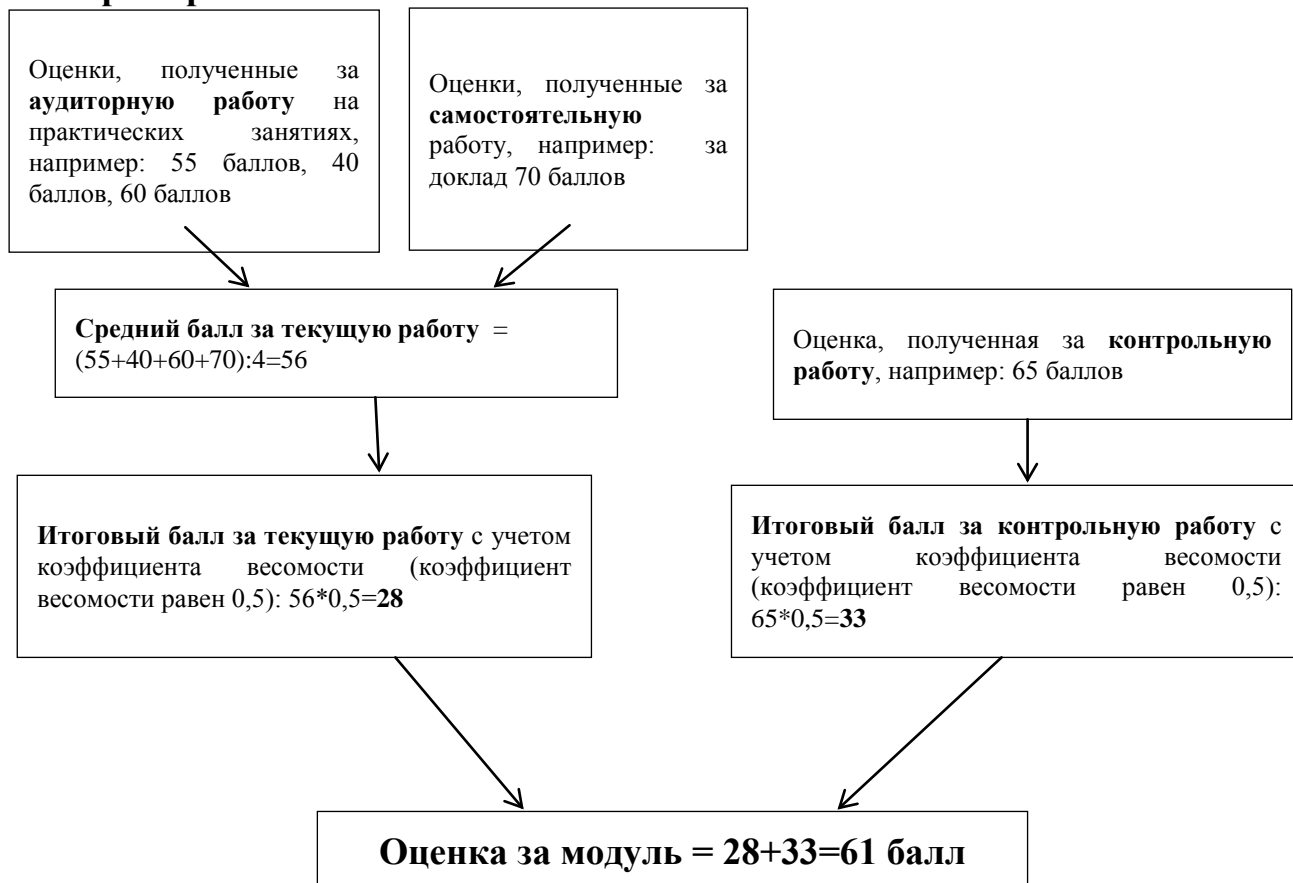 Оценки, полученные за
аудиторную работу на
практических занятиях,
например: 55 баллов, 40
баллов, 60 баллов
Оценки, полученные за
самостоятельную
работу, например: за
доклад 70 баллов
Средний балл за текущую работу =
(55+40+60+70):4=56
Оценка, полученная за контрольную
работу, например: 65 баллов
Итоговый балл за текущую работу с учетом
коэффициента весомости (коэффициент
весомости равен 0,5): 56*0,5=28
Итоговый балл за контрольную работу с
учетом коэффициента весомости
(коэффициент весомости равен 0,5):
65*0,5=33
Оценка за модуль = 28+33=61 балл